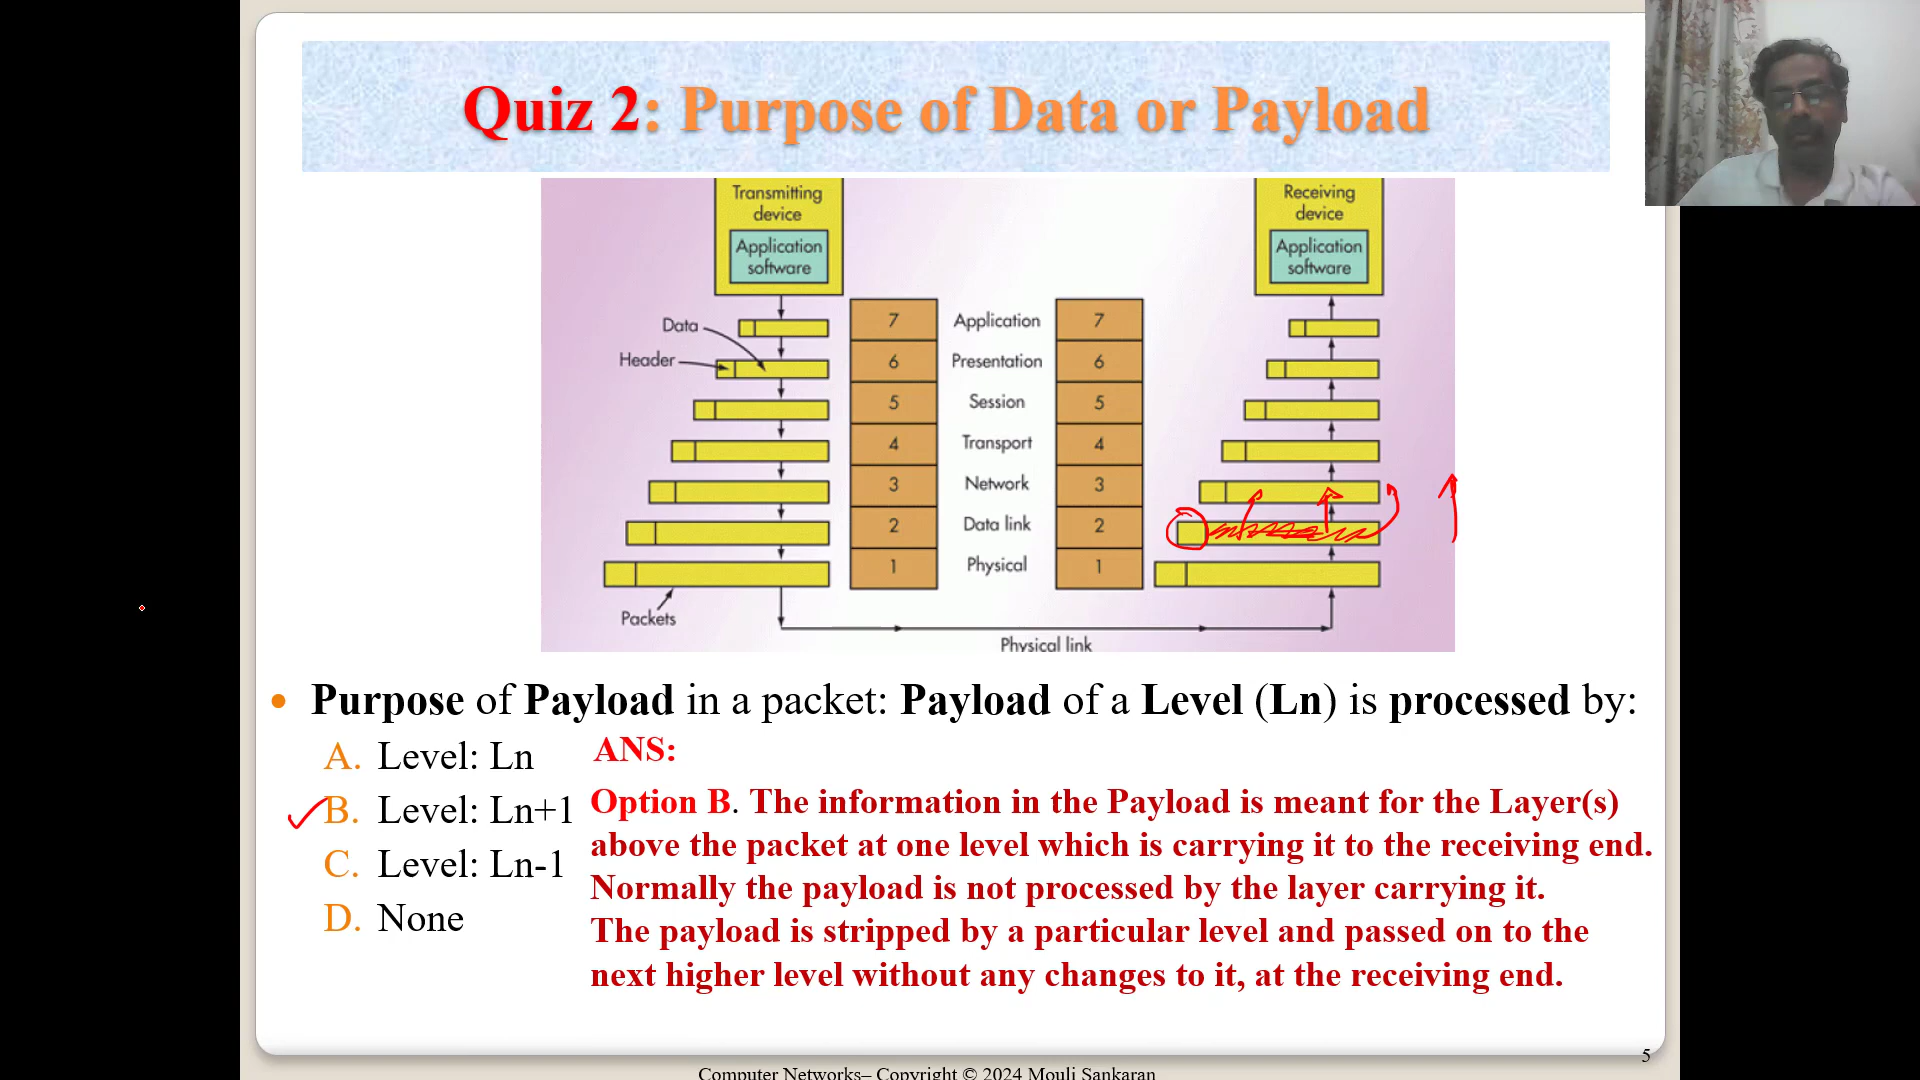 Quiz 2: Purpose of Data or Payload
Transmitting
device
Application
software
Receiving
device
Application
software
Data
Header
7 Application 7
6 Presentation 6
5 Session 5
4 Transport 4
3 Network 3
2 Data link 2
1 Physical 1
Packets
Physical link
• Purpose of Payload in a packet: Payload of a Level (Ln) is processed by:
A. Level: Ln
B. Level: Ln+1
C. Level: Ln-1
D. None
ANS:
Option B. The information in the Payload is meant for the Layer(s)
above the packet at one level which is carrying it to the receiving end.
Normally the payload is not processed by the layer carrying it.
The payload is stripped by a particular level and passed on to the
next higher level without any changes to it, at the receiving end.
5
Computer Networks– Copyright © 2024 Mouli Sankaran